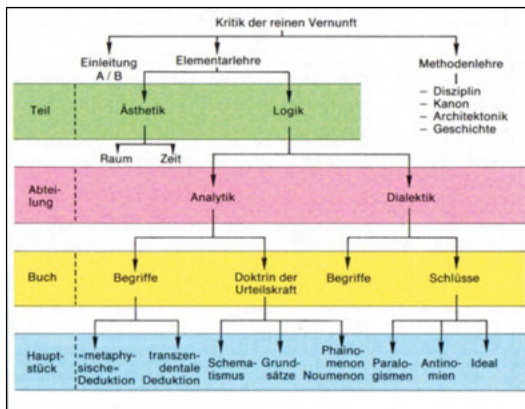 Kritik der reinen Vernunft
Einleitung
A / B
Elementarlehre
Methodenlehre
– Disziplin
– Kanon
– Architektonik
– Geschichte
Teil
Ästhetik
Logik
Raum
Zeit
Abtei-
lung
Analytik
Dialektik
Buch
Begriffe
Doktrin der
Urteilskraft
Begriffe
Schlüsse
Haupt-
stück
»metaphy-
sische«
Deduktion
transzen-
dentale
Deduktion
Schema-
tismus
Grund-
sätze
Phaino-
menon
Noumenon
Paralo-
gismen
Antino-
mien
Ideal